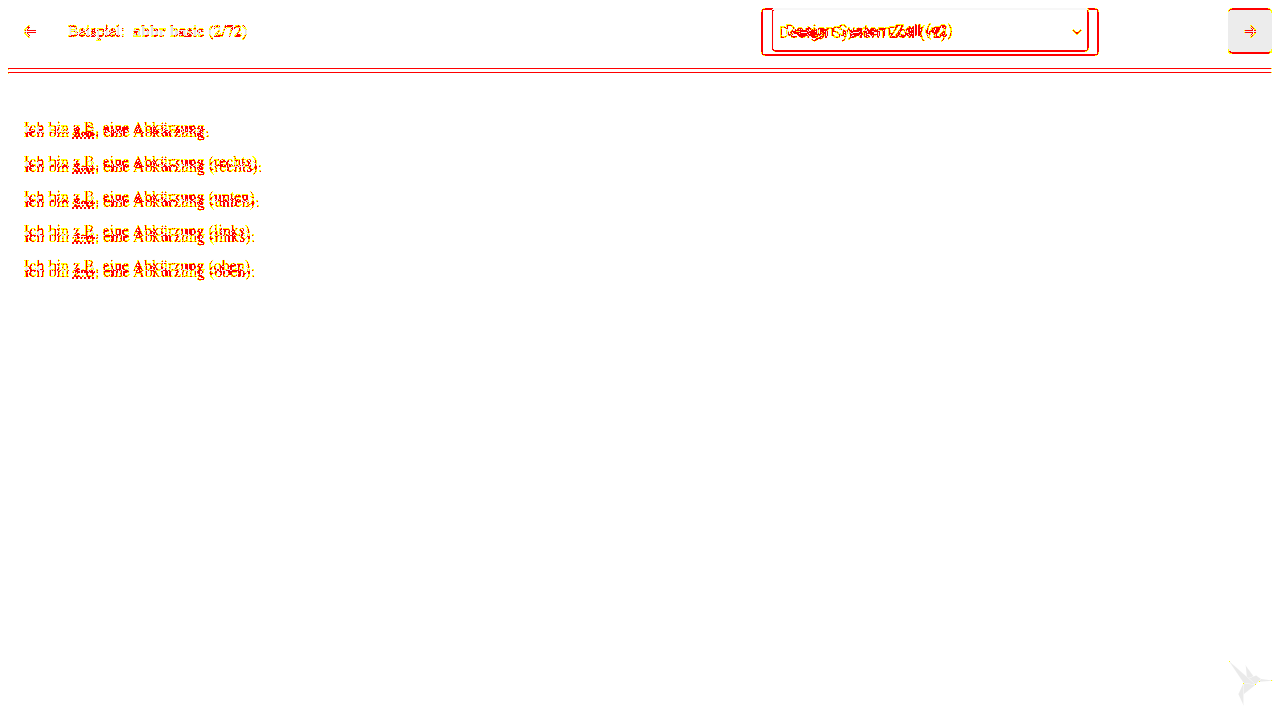 Beispiel: abbr basic (2/72)
Design System Zoll (v2)
Ich bin z.B. eine Abkürzung.
Ich bin z.B. eine Abkürzung (rechts).
Ich bin z.B. eine Abkürzung (unten).
Ich bin z.B. eine Abkürzung (links).
Ich bin z.B. eine Abkürzung (oben).